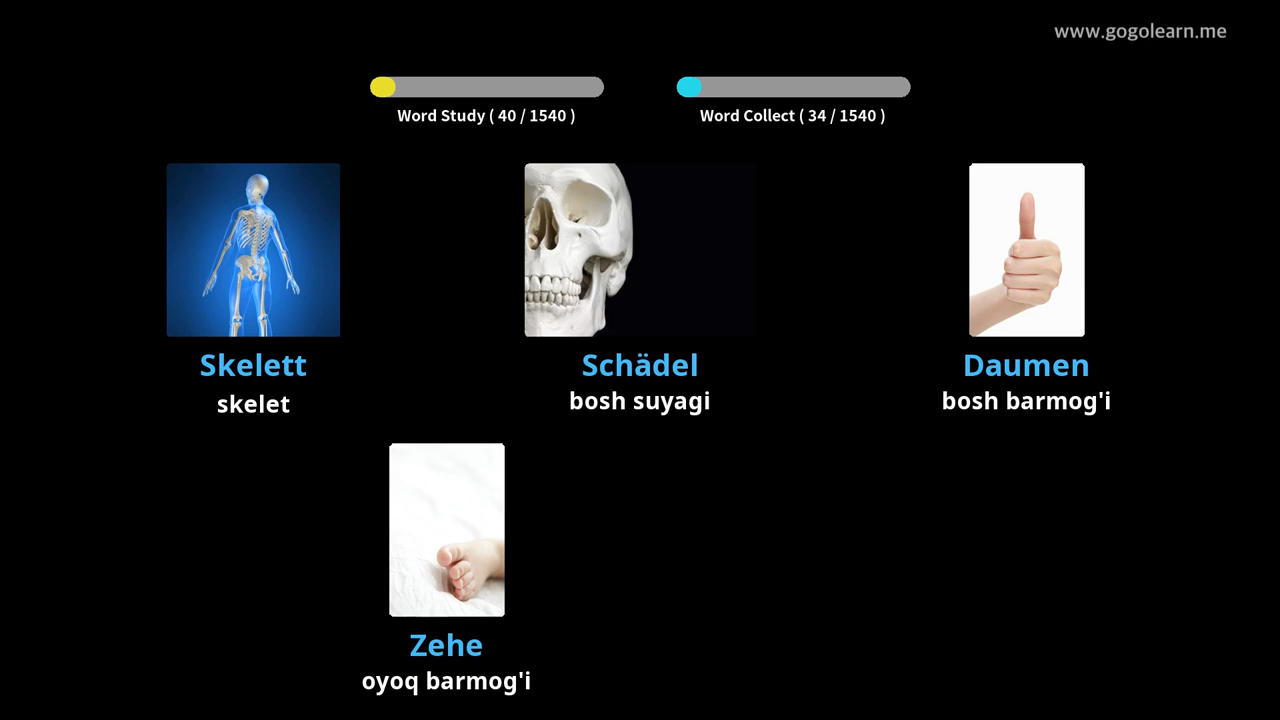 www.gogolearn.me
Word Study ( 40 / 1540 )
Word Collect ( 34 / 1540 )
Skelett
skelet
Schädel
bosh suyagi
Daumen
bosh barmog'i
Zehe
oyoq barmog'i